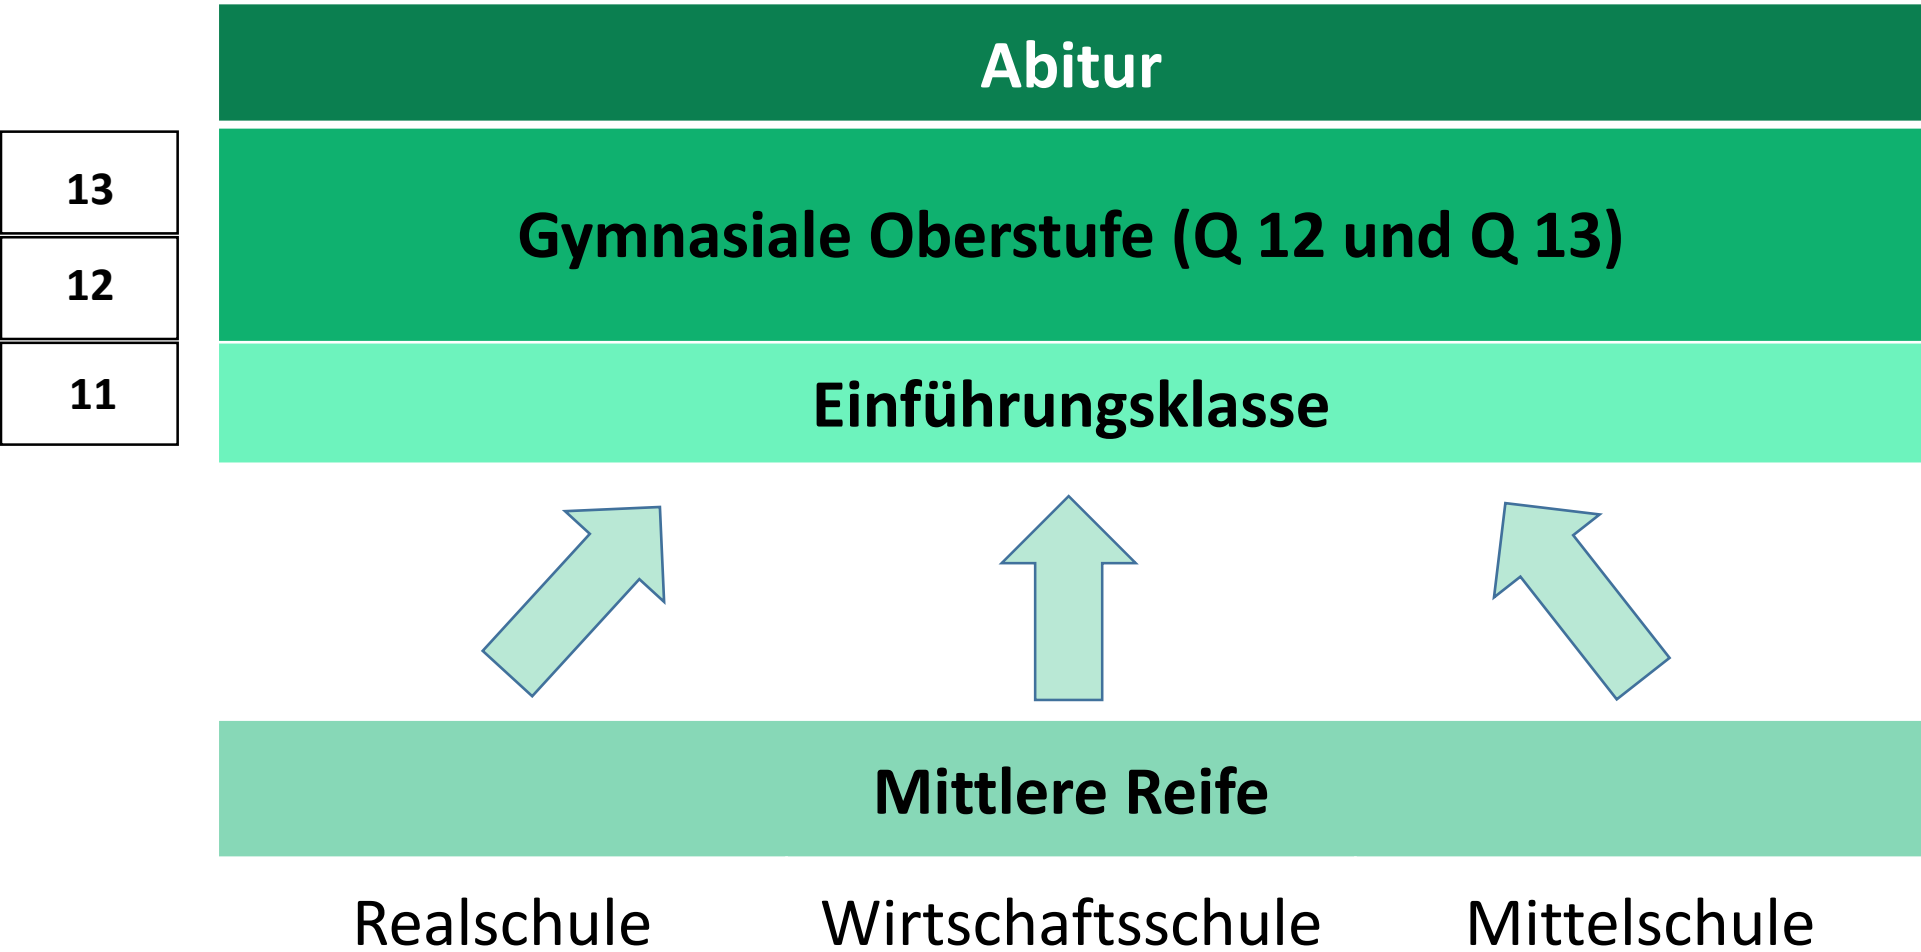 Abitur
13
Gymnasiale Oberstufe (Q 12 und Q 13)
12
11
Einführungsklasse
Mittlere Reife
Realschule
Wirtschaftsschule
Mittelschule